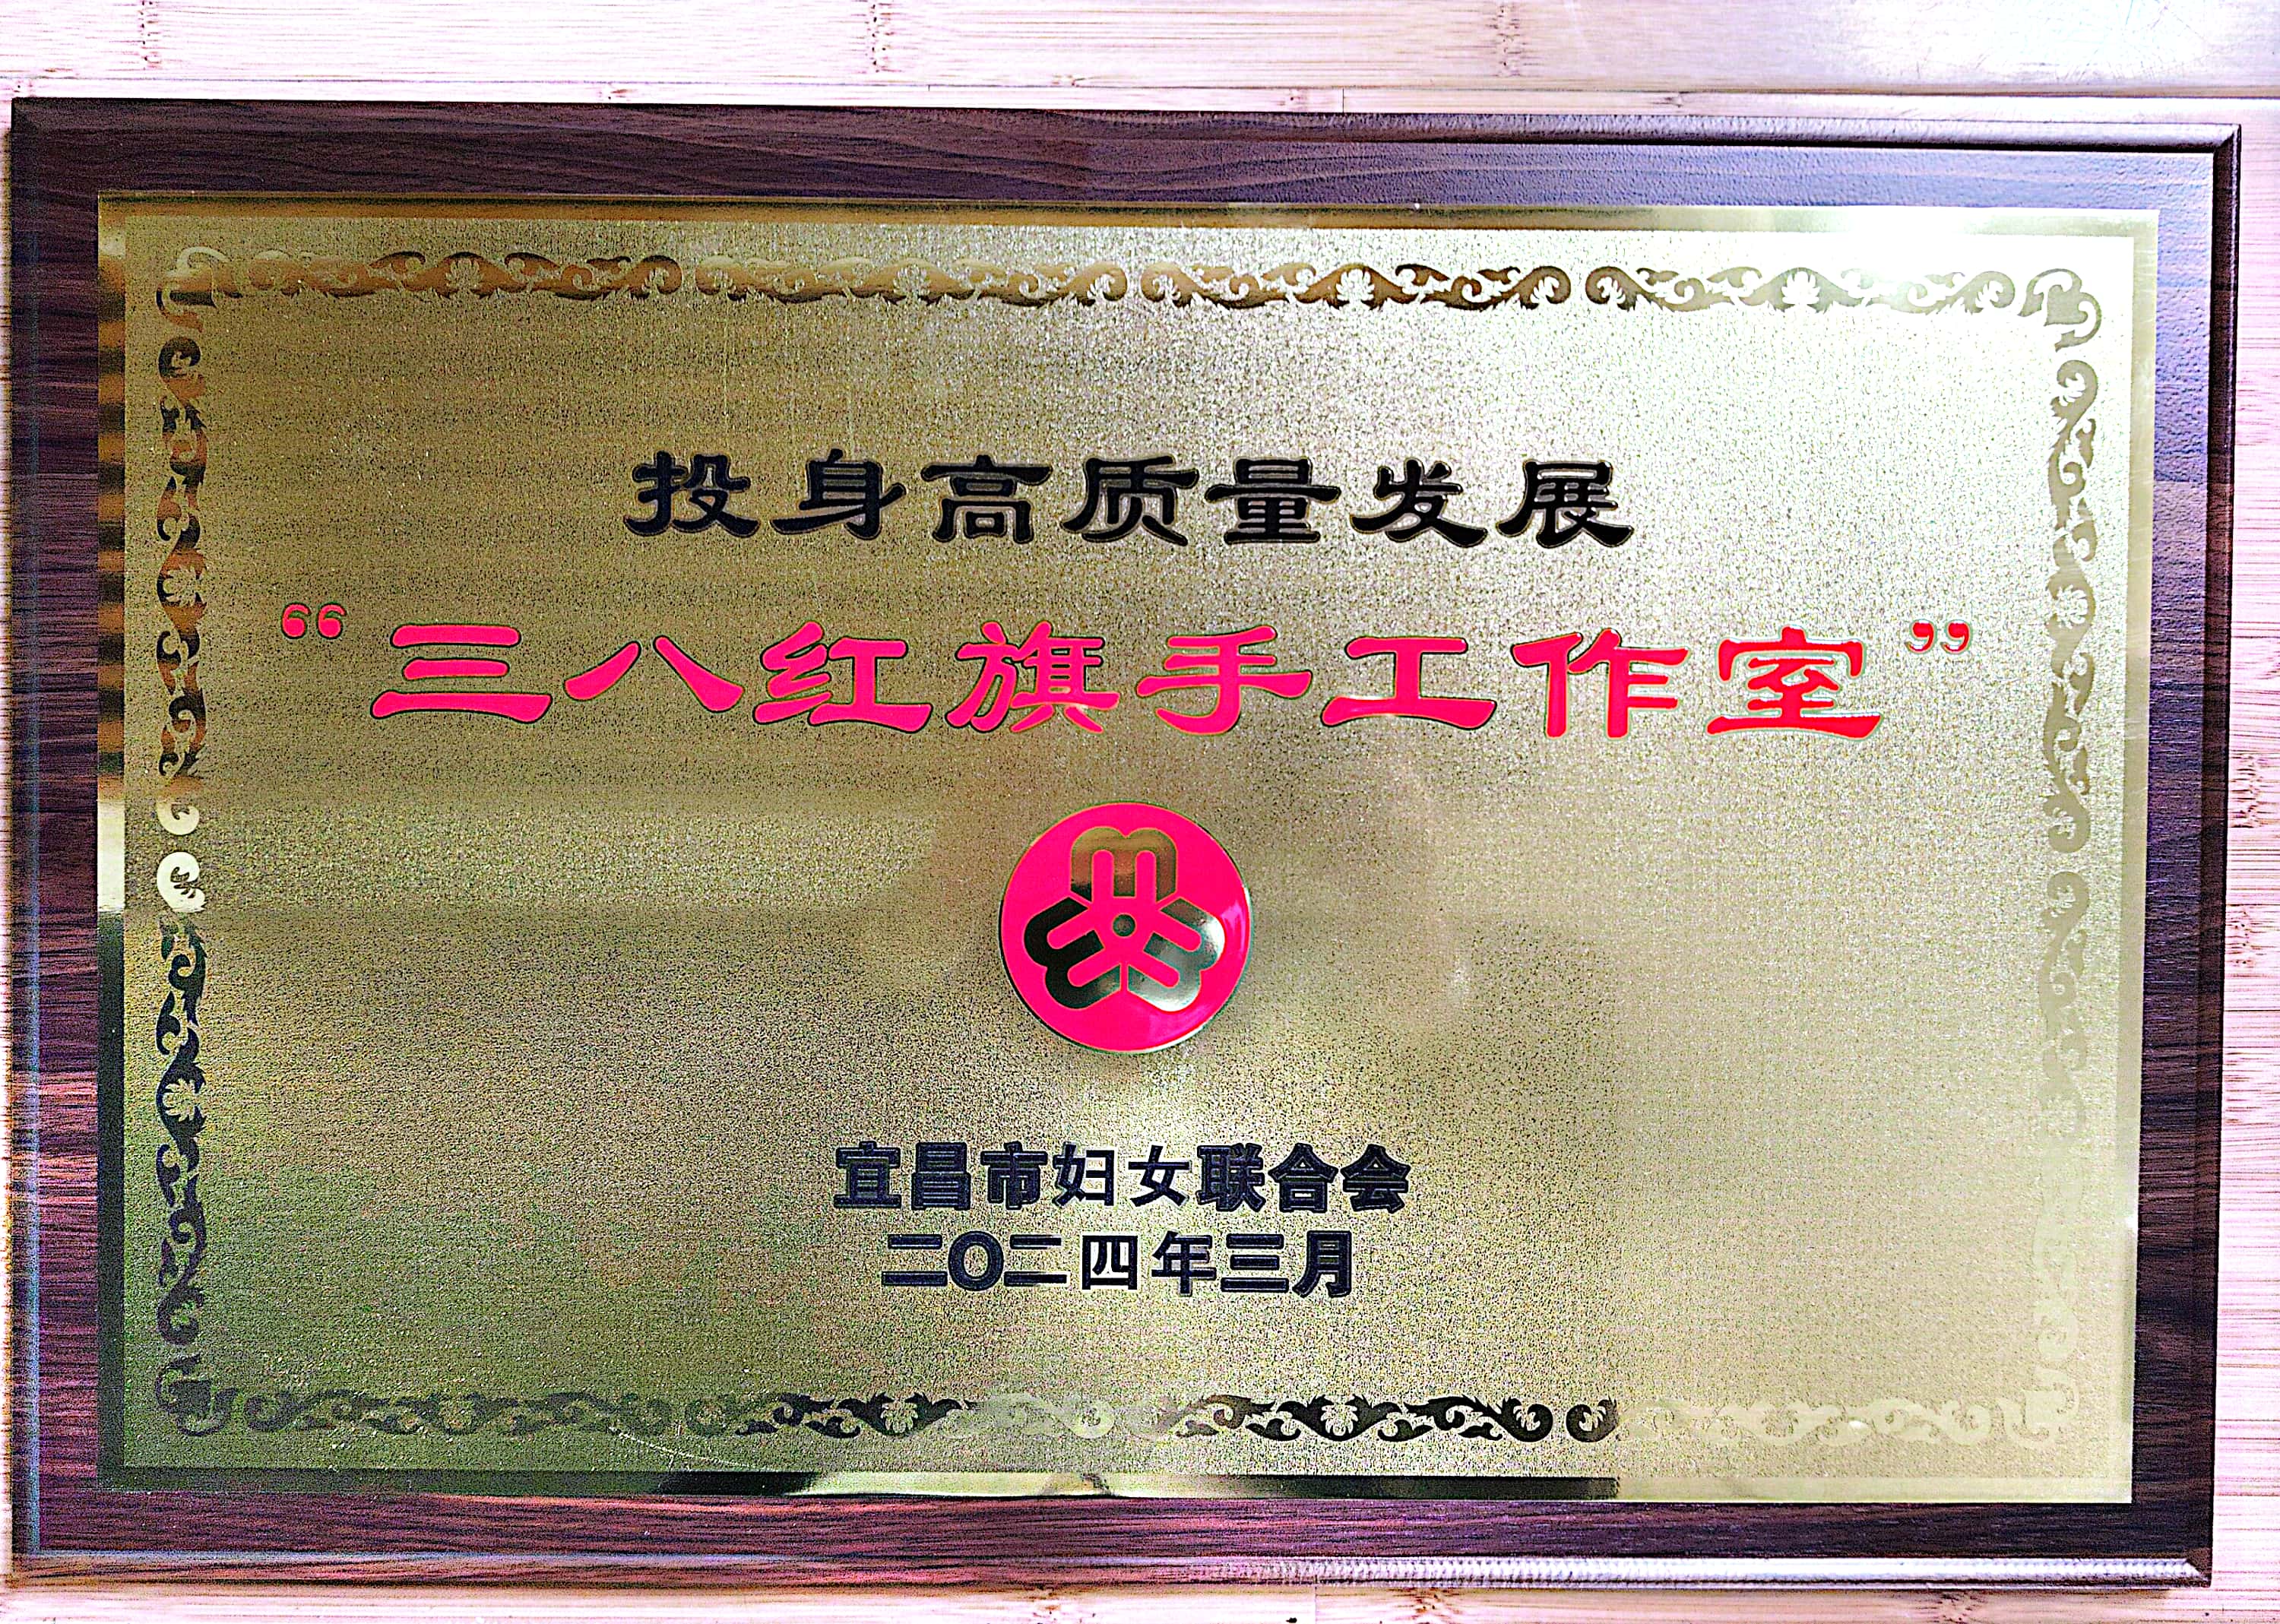 投身高质量发展
“三八红旗手工作室”
宜昌市妇女联合会
二〇二四年三月